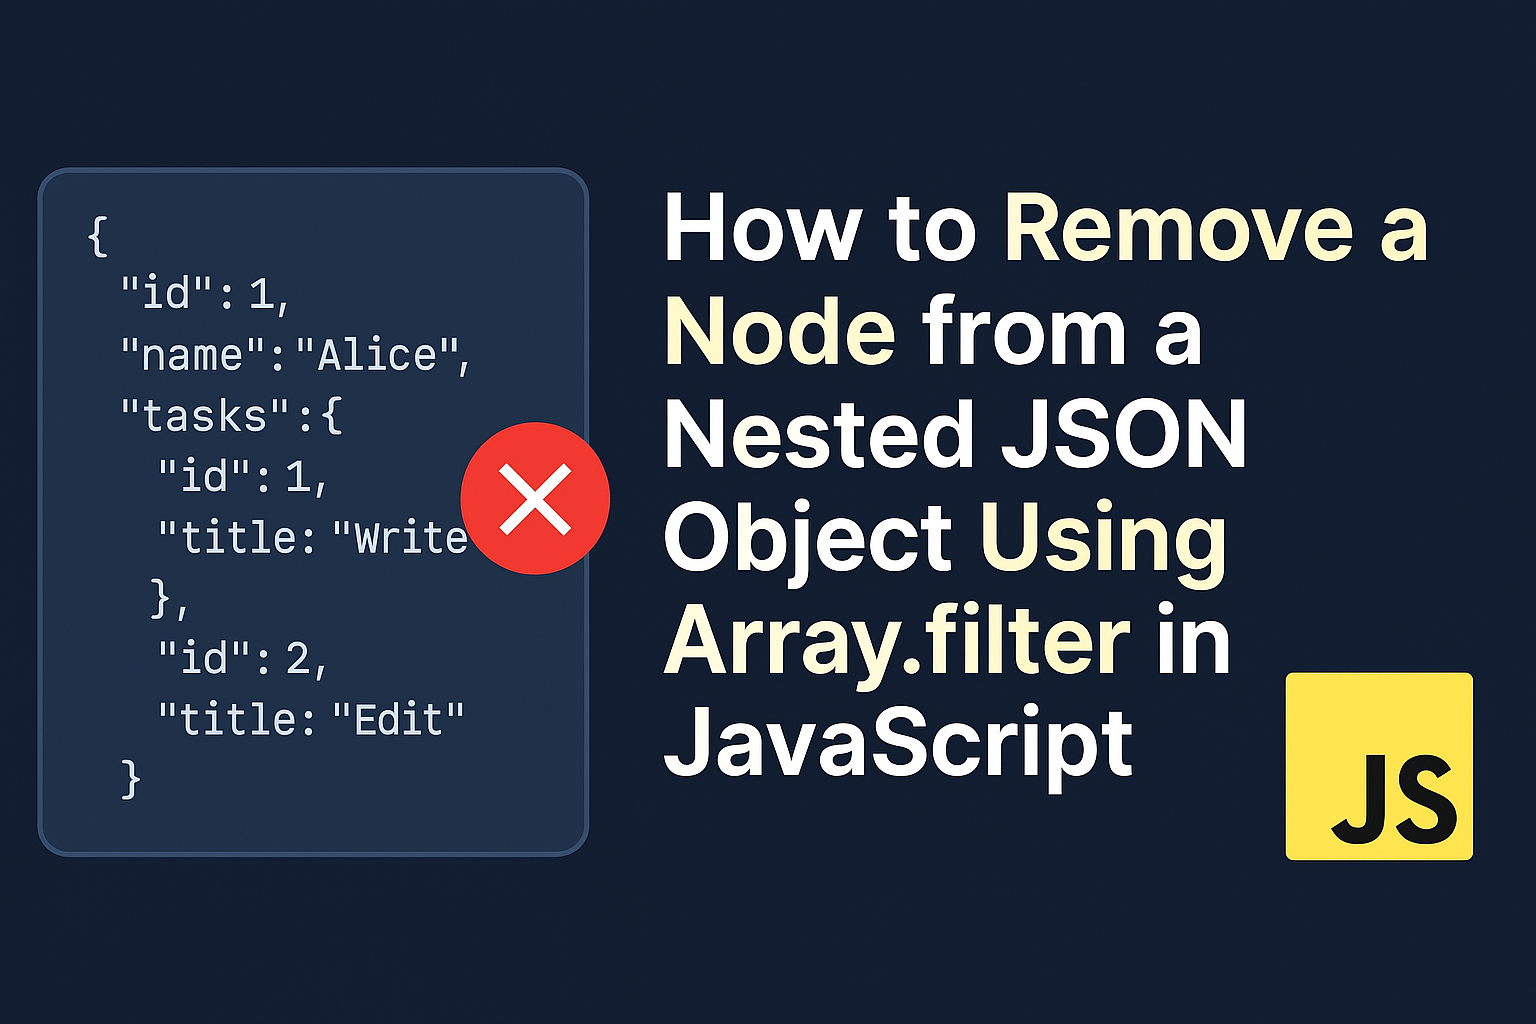 {
"id": 1,
"name":"Alice",
"tasks":{
"id": 1,
"title: "Write
},
"id": 2,
"title: "Edit"
}
How to Remove a
Node from a
Nested JSON
Object Using
Array.filter in
JavaScript
JS